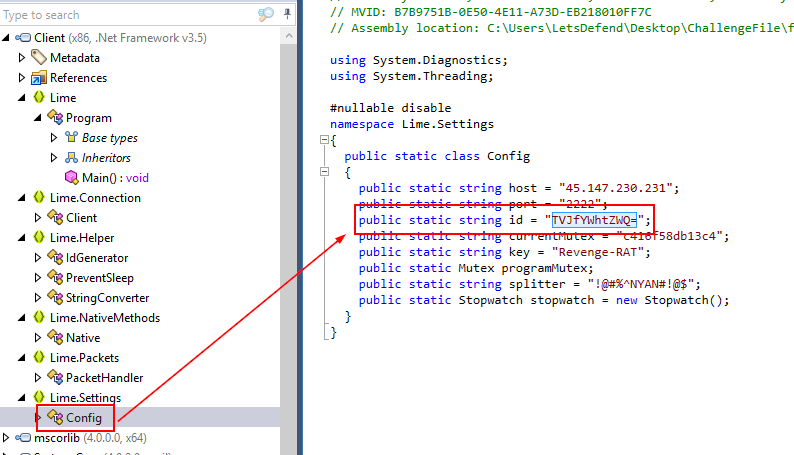 Type to search
Client (x86, .Net Framework v3.5)
Metadata
References
Lime
Program
Base types
Inheritors
Main() : void
Lime.Connection
Client
Lime.Helper
IdGenerator
PreventSleep
StringConverter
Lime.NativeMethods
Native
Lime.Packets
PacketHandler
Lime.Settings
Config
mscorlib (4.0.0.0, x64)
// MVID: B7B9751B-0E50-4E11-A73D-EB218010FF7C
// Assembly location: C:\Users\LetsDefend\Desktop\ChallengeFile\f
using System.Diagnostics;
using System.Threading;
#nullable disable
namespace Lime.Settings
{
public static class Config
{
public static string host = "45.147.230.231";
public static string port = "2222";
public static string id = "TVJfYWhtZWQ=";
public static string currentMutex = "c416f58db13c4";
public static string key = "Revenge-RAT";
public static Mutex programMutex;
public static string splitter = "!@#%^NYAN#!@$";
public static Stopwatch stopwatch = new Stopwatch();
}
}